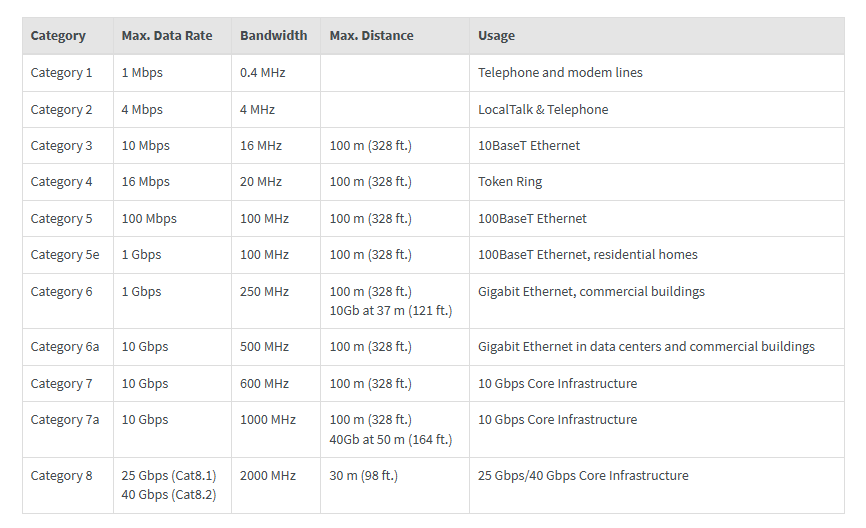 Category Max. Data Rate Bandwidth Max. Distance Usage
Category 1 1 Mbps 0.4 MHz Telephone and modem lines
Category 2 4 Mbps 4 MHz LocalTalk & Telephone
Category 3 10 Mbps 16 MHz 100 m (328 ft.) 10BaseT Ethernet
Category 4 16 Mbps 20 MHz 100 m (328 ft.) Token Ring
Category 5 100 Mbps 100 MHz 100 m (328 ft.) 100BaseT Ethernet
Category 5e 1 Gbps 100 MHz 100 m (328 ft.) 100BaseT Ethernet, residential homes
Category 6 1 Gbps 250 MHz 100 m (328 ft.) Gigabit Ethernet, commercial buildings
10Gb at 37 m (121 ft.)
Category 6a 10 Gbps 500 MHz 100 m (328 ft.) Gigabit Ethernet in data centers and commercial buildings
Category 7 10 Gbps 600 MHz 100 m (328 ft.) 10 Gbps Core Infrastructure
Category 7a 10 Gbps 1000 MHz 100 m (328 ft.) 10 Gbps Core Infrastructure
40Gb at 50 m (164 ft.)
Category 8 25 Gbps (Cat8.1) 2000 MHz 30 m (98 ft.) 25 Gbps/40 Gbps Core Infrastructure
40 Gbps (Cat8.2)